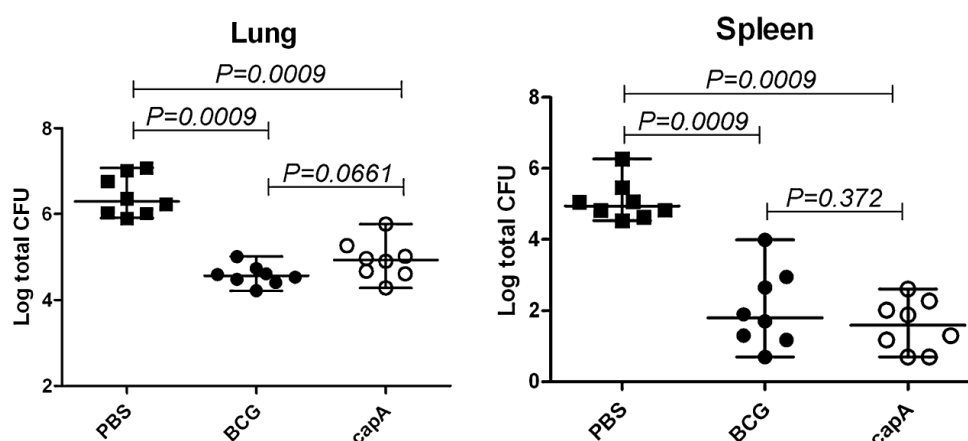 Lung
P=0.0009
P=0.0009
P=0.0661
Log total CFU
8
6
4
2
PBS
BCG
capA
Spleen
P=0.0009
P=0.0009
P=0.372
Log total CFU
8
6
4
2
0
PBS
BCG
capA